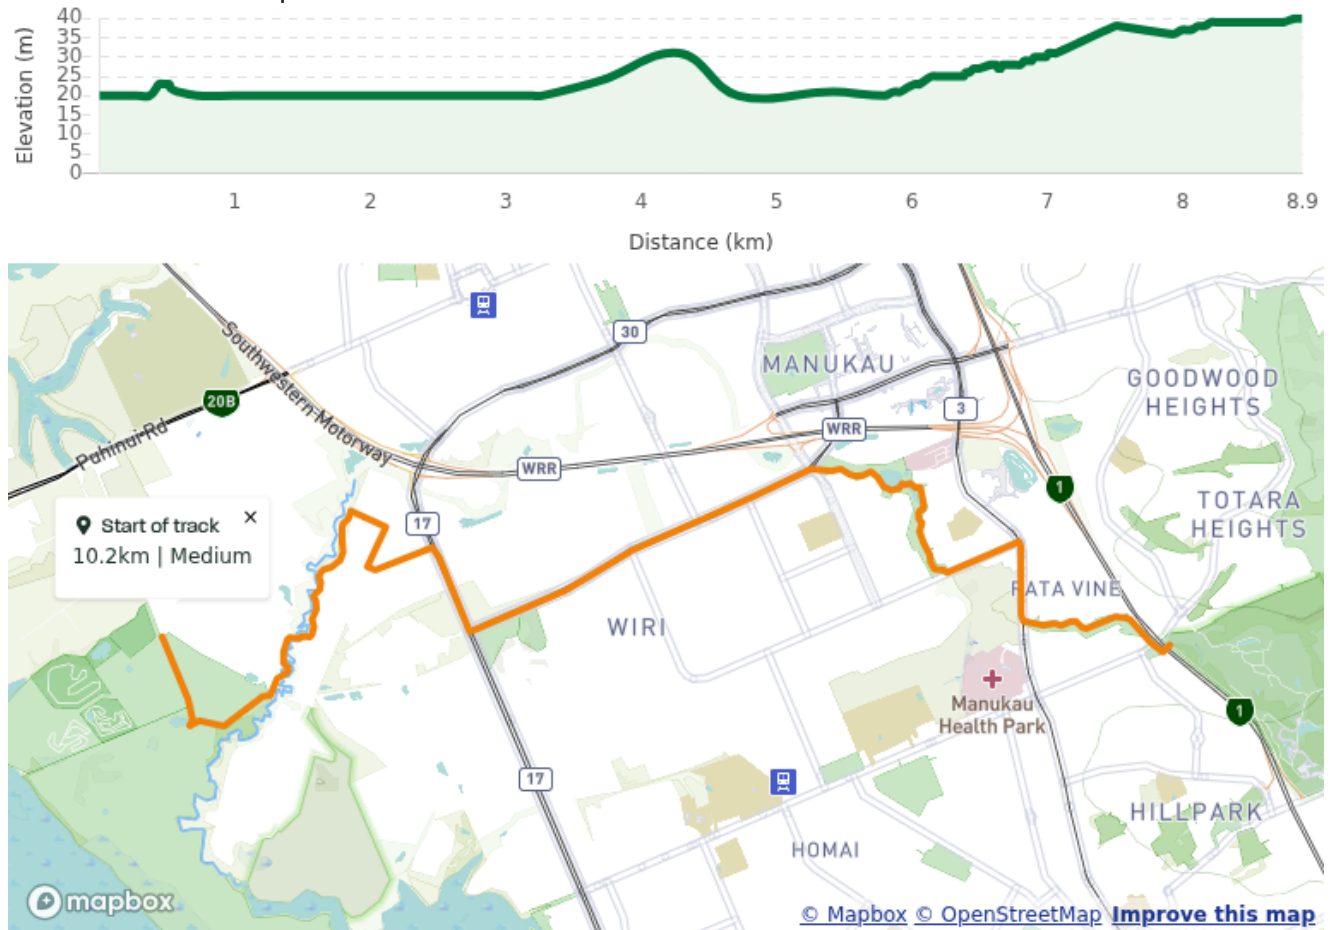 40
35
30
25
20
15
10
5
0
Elevation (m)
1 2 3 4 5 6 7 8 8.9
Distance (km)
Southwestern Motorway
30
MANUKAU
GOODWOOD
HEIGHTS
20B
3
Puhinui Rd
WRR
WRR
1
TOTARA
HEIGHTS
Start of track ×
10.2km | Medium
17
RATA VINE
WIRI
Manukau
Health Park
1
17
HILLPARK
HOMAI
mapbox
© Mapbox © OpenStreetMap Improve this map